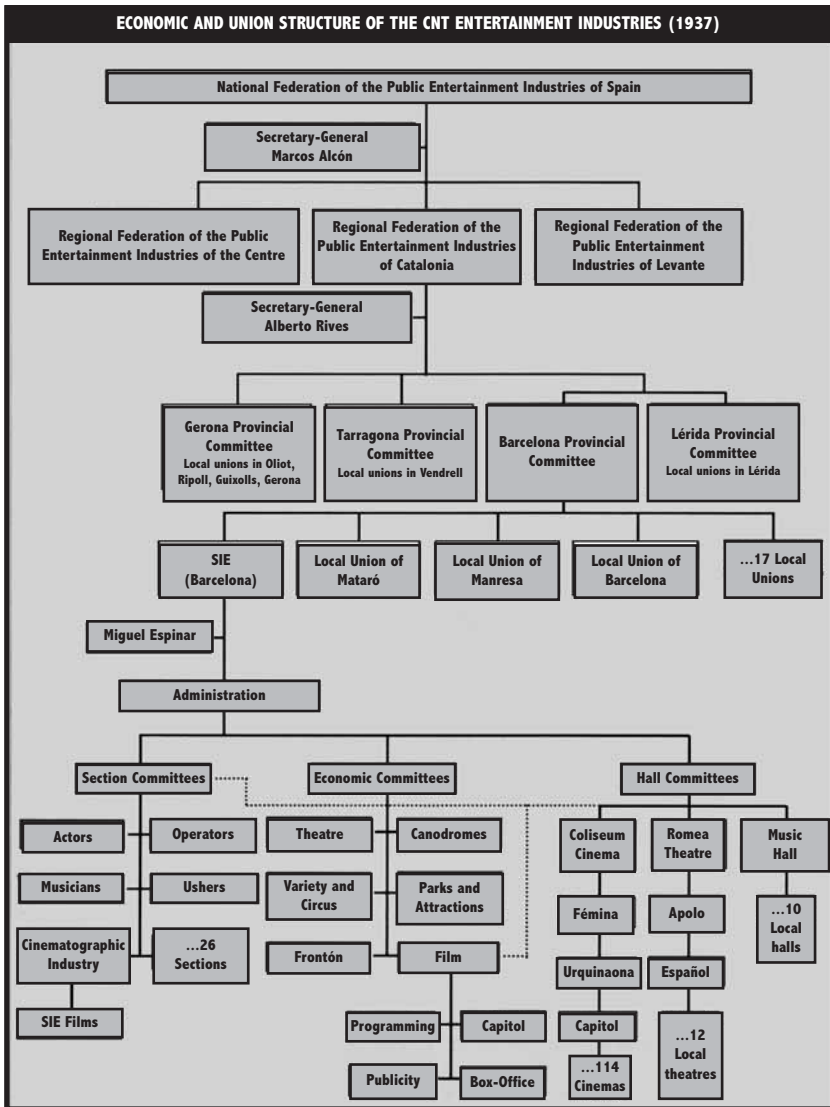 ECONOMIC AND UNION STRUCTURE OF THE CNT ENTERTAINMENT INDUSTRIES (1937)
National Federation of the Public Entertainment Industries of Spain
Secretary-General
Marcos Alcón
Regional Federation of the Public
Entertainment Industries of the Centre
Regional Federation of the
Public Entertainment Industries
of Catalonia
Regional Federation of the
Public Entertainment
Industries of Levante
Secretary-General
Alberto Rives
Gerona Provincial
Committee
Local unions in Oliot,
Ripoll, Guixolls, Gerona
Tarragona Provincial
Committee
Local unions in Vendrell
Barcelona Provincial
Committee
Lérida Provincial
Committee
Local unions in Lérida
SIE
(Barcelona)
Local Union of
Mataró
Local Union of
Manresa
Local Union of
Barcelona
...17 Local
Unions
Miguel Espinar
Administration
Section Committees
Economic Committees
Hall Committees
Actors
Operators
Musicians
Ushers
Cinematographic
Industry
...26
Sections
SIE Films
Theatre
Canodromes
Variety and
Circus
Parks and
Attractions
Frontón
Film
Programming
Capitol
Publicity
Box-Office
Coliseum
Cinema
Fémina
Urquinaona
Capitol
...114
Cinemas
Romea
Theatre
Apolo
Español
...12
Local
theatres
Music
Hall
...10
Local
halls